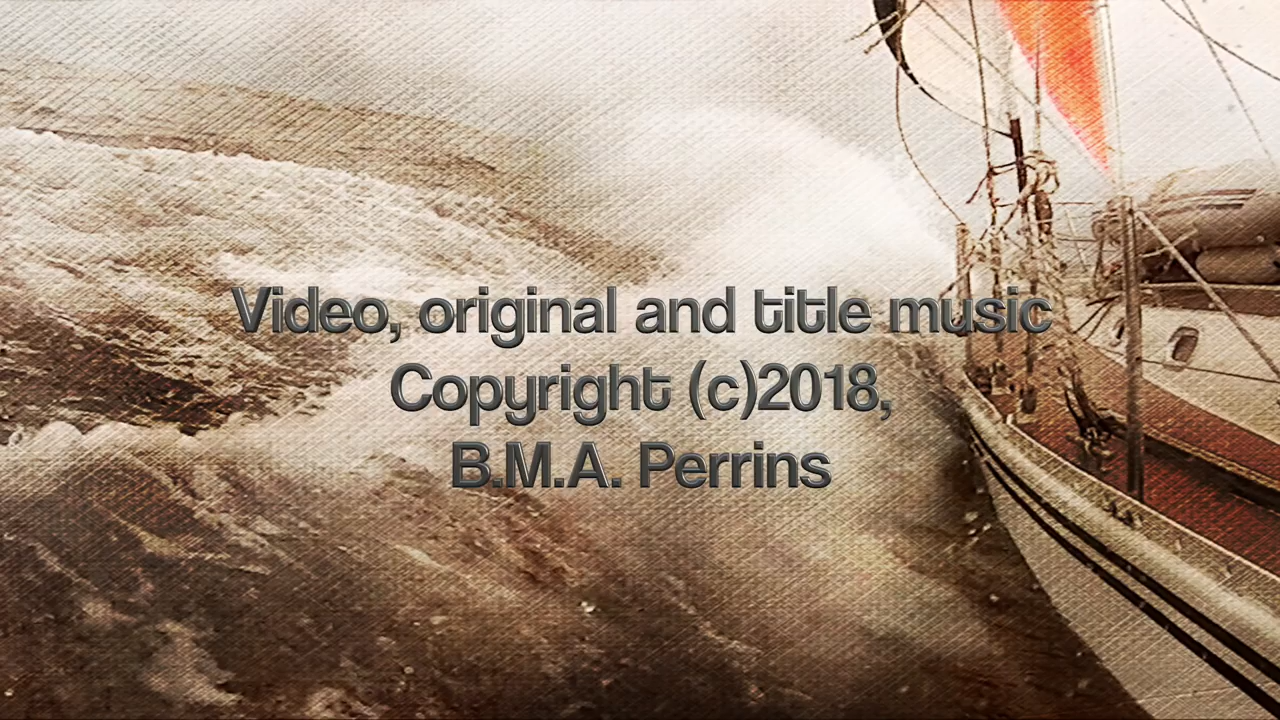 Video, original and title music
Copyright (c)2018,
B.M.A. Perrins